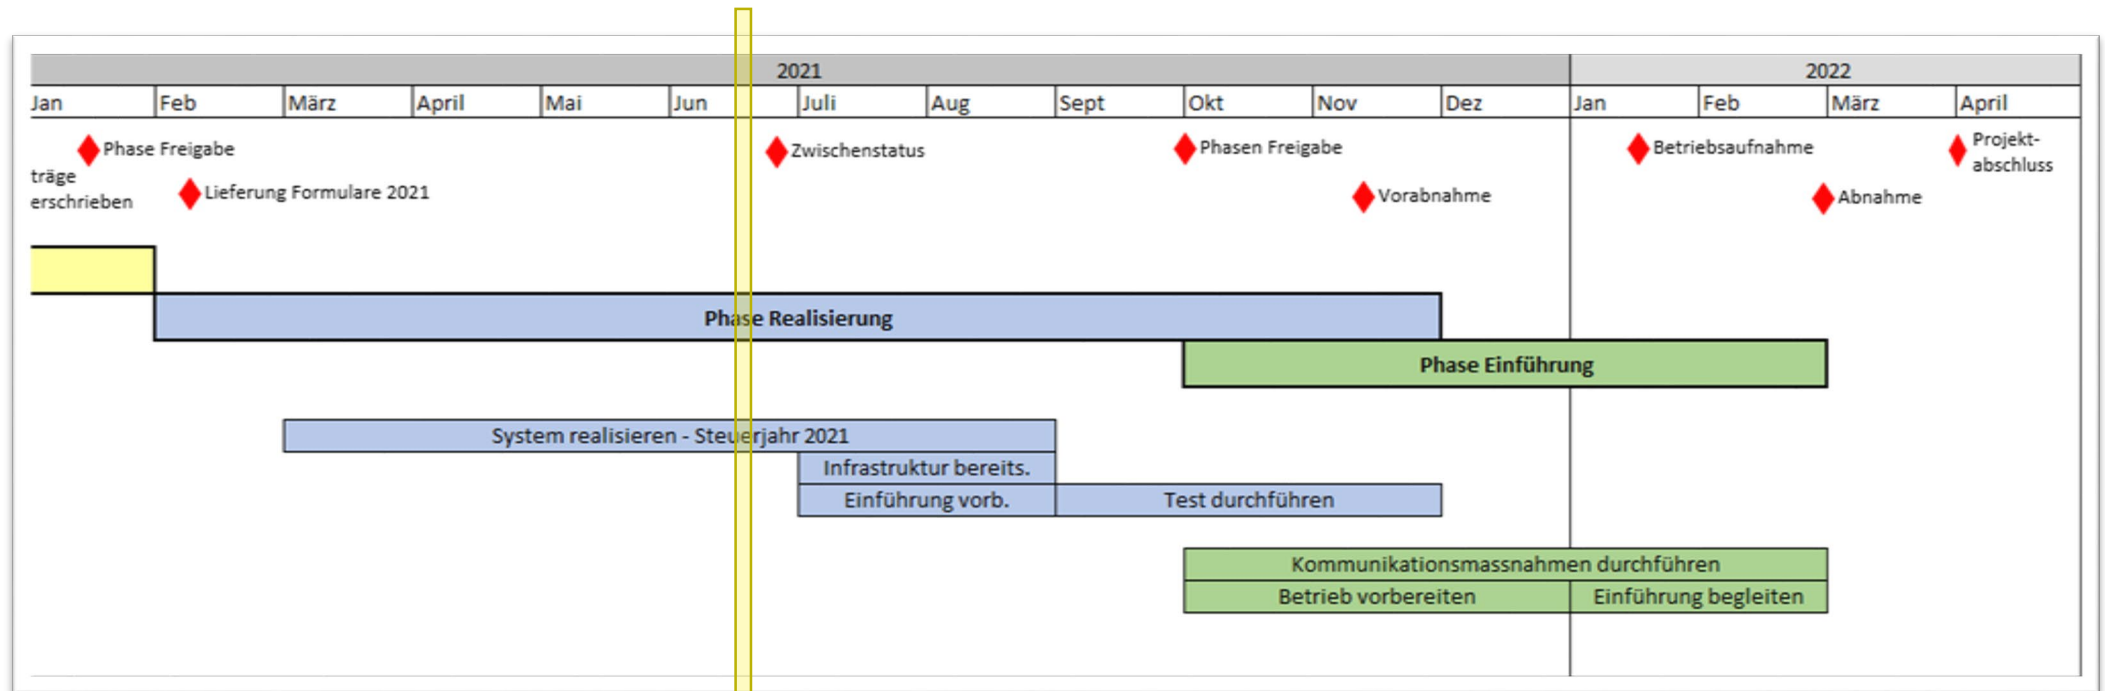 2021 2022
Jan Feb März April Mai Jun Juli Aug Sept Okt Nov Dez Jan Feb März April
Phase Freigabe Zwischenstatus Phasen Freigabe Betriebsaufnahme Projekt-
abschluss
träge
erschrieben
Lieferung Formulare 2021 Vorabnahme Abnahme
Phase Realisierung
Phase Einführung
System realisieren - Steuerjahr 2021
Infrastruktur bereits.
Einführung vorb. Test durchführen
Kommunikationsmassnahmen durchführen
Betrieb vorbereiten Einführung begleiten